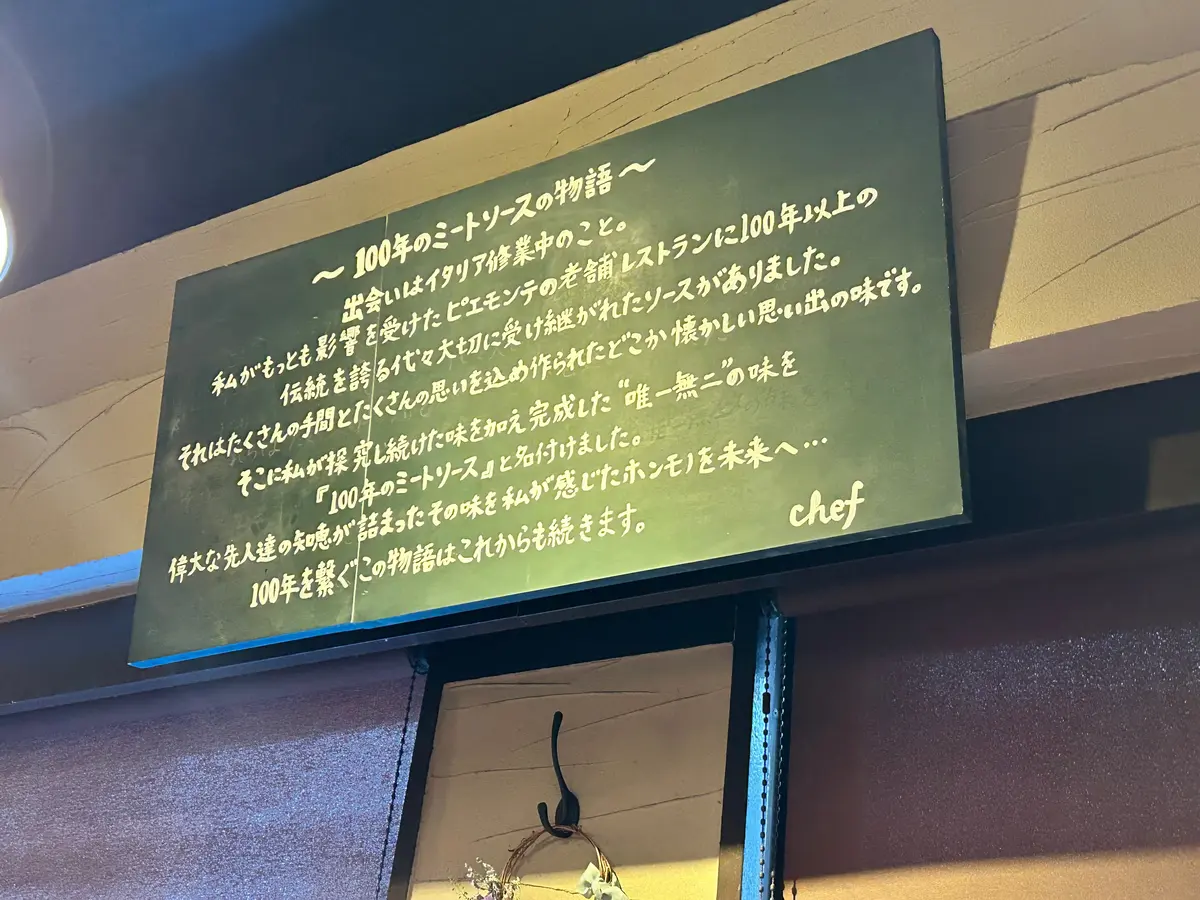 ～ 100年のミートソースの物語 ～
出会いはイタリア修業中のこと。
私がもっとも影響を受けたピエモンテの老舗レストランに100年以上の
伝統を誇る代々大切に受け継がれたソースがありました。
それはたくさんの手間とたくさんの思いを込め作られたどこか懐かしい思い出の味です。
そこに私が探究し続けた味を加え完成した“唯一無二”の味を
『100年のミートソース』と名付けました。
偉大な先人達の知恵が詰まったその味を私が感じたホンモノを未来へ…
100年を繋ぐこの物語はこれからも続きます。
chef